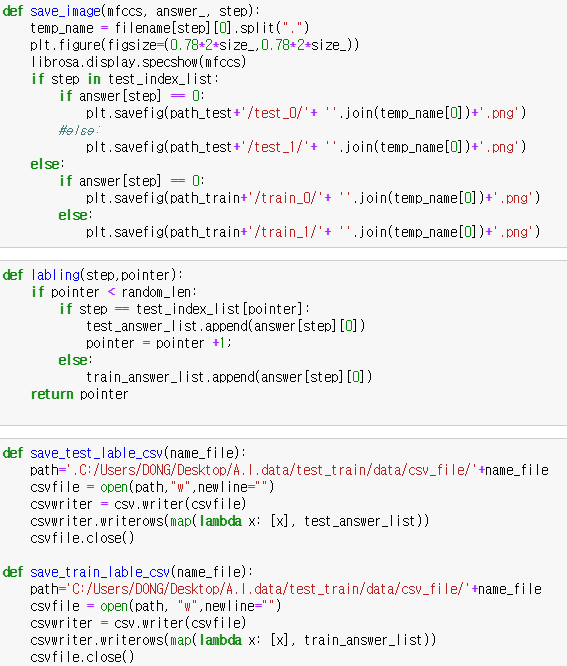 def save_image(mfccs, answer_, step):
    temp_name = filename[step][0].split(".")
    plt.figure(figsize=(0.78*2*size_,0.78*2*size_))
    librosa.display.specshow(mfccs)
    if step in test_index_list:
        if answer[step] == 0:
            plt.savefig(path_test+'/test_0/'+ ''.join(temp_name[0])+'.png')
        #else:
            plt.savefig(path_test+'/test_1/'+ ''.join(temp_name[0])+'.png')
    else:
        if answer[step] == 0:
            plt.savefig(path_train+'/train_0/'+ ''.join(temp_name[0])+'.png')
        else:
            plt.savefig(path_train+'/train_1/'+ ''.join(temp_name[0])+'.png')
def labling(step,pointer):
    if pointer < random_len:
        if step == test_index_list[pointer]:
            test_answer_list.append(answer[step][0])
            pointer = pointer +1;
        else:
            train_answer_list.append(answer[step][0])
    return pointer
def save_test_lable_csv(name_file):
    path='.C:/Users/DONG/Desktop/A.I.data/test_train/data/csv_file/'+name_file
    csvfile = open(path,"w",newline="")
    csvwriter = csv.writer(csvfile)
    csvwriter.writerows(map(lambda x: [x], test_answer_list))
    csvfile.close()
def save_train_lable_csv(name_file):
    path='C:/Users/DONG/Desktop/A.I.data/test_train/data/csv_file/'+name_file
    csvfile = open(path, "w",newline="")
    csvwriter = csv.writer(csvfile)
    csvwriter.writerows(map(lambda x: [x], train_answer_list))
    csvfile.close()